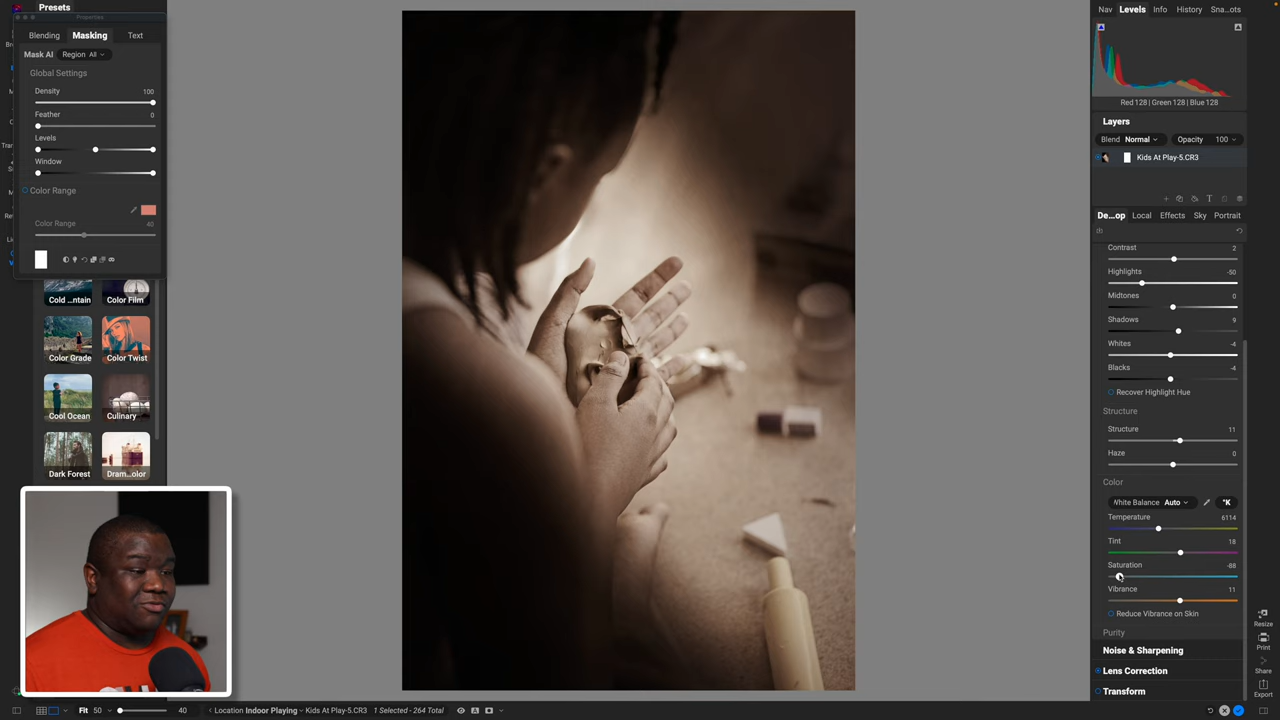 Presets
Properties
Blending
Masking
Text
Mask AI
Region All
Global Settings
Density
100
Feather
0
Levels
Window
Color Range
Color Range
40
Cold ...ntain
Color Film
Color Grade
Color Twist
Cool Ocean
Culinary
Dark Forest
Dram...olor
Fit
50
40
Location Indoor Playing
Kids At Play-5.CR3
1 Selected - 264 Total
Nav
Levels
Info
History
Sna...ots
Red 128 | Green 128 | Blue 128
Layers
Blend Normal
Opacity 100
Kids At Play-5.CR3
De...op
Local
Effects
Sky
Portrait
Contrast
2
Highlights
-50
Midtones
0
Shadows
9
Whites
-4
Blacks
-4
Recover Highlight Hue
Structure
Structure
11
Haze
0
Color
White Balance Auto
°K
Temperature
6114
Tint
18
Saturation
-88
Vibrance
11
Reduce Vibrance on Skin
Purity
Noise & Sharpening
Lens Correction
Transform
Resize
Print
Share
Export